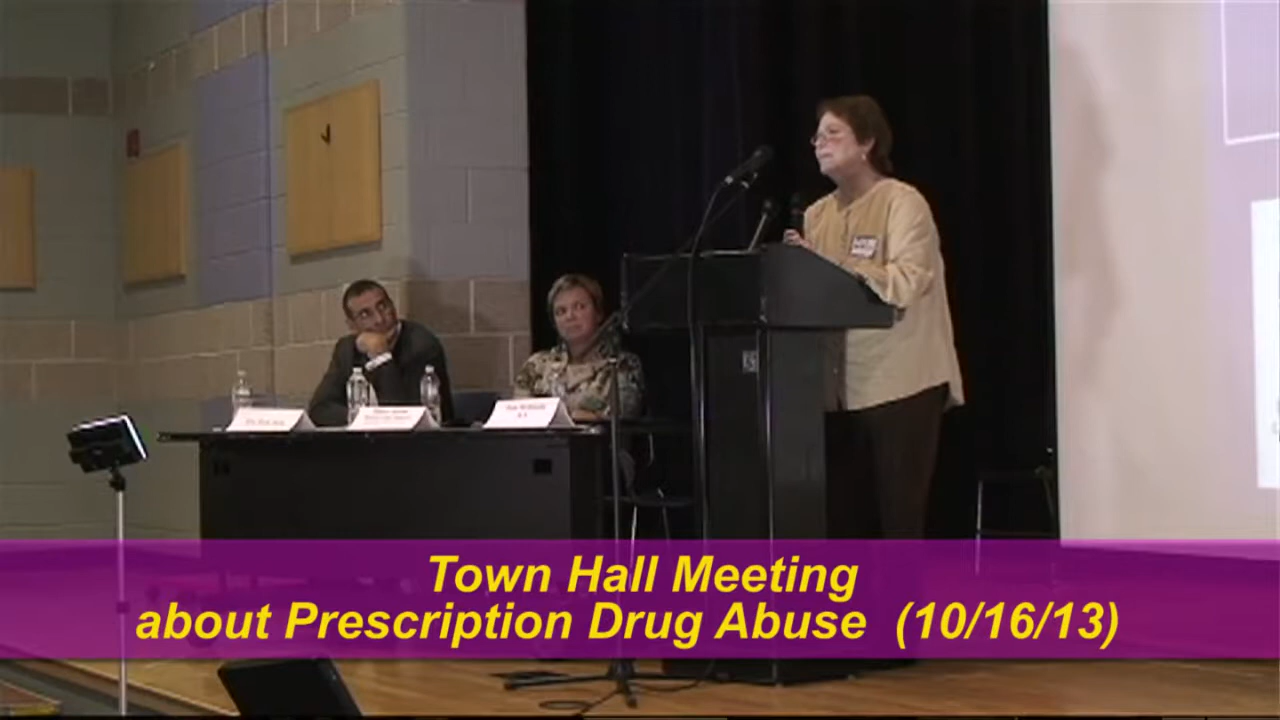 Town Hall Meeting
about Prescription Drug Abuse (10/16/13)